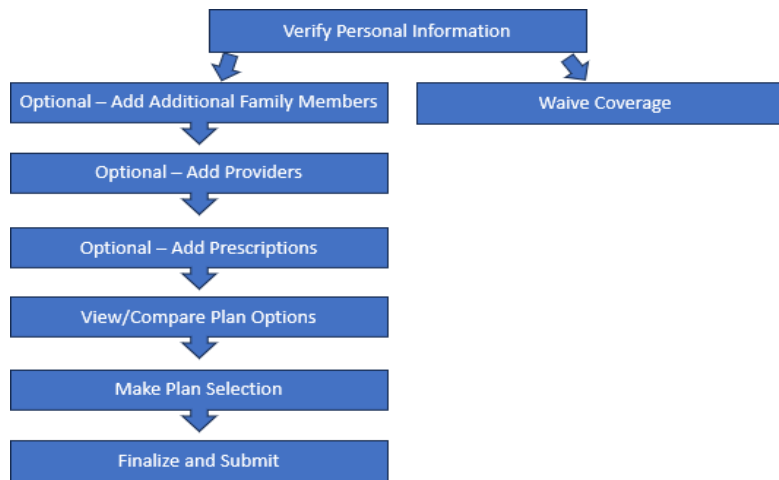 Verify Personal Information
Optional – Add Additional Family Members
Waive Coverage
Optional – Add Providers
Optional – Add Prescriptions
View/Compare Plan Options
Make Plan Selection
Finalize and Submit